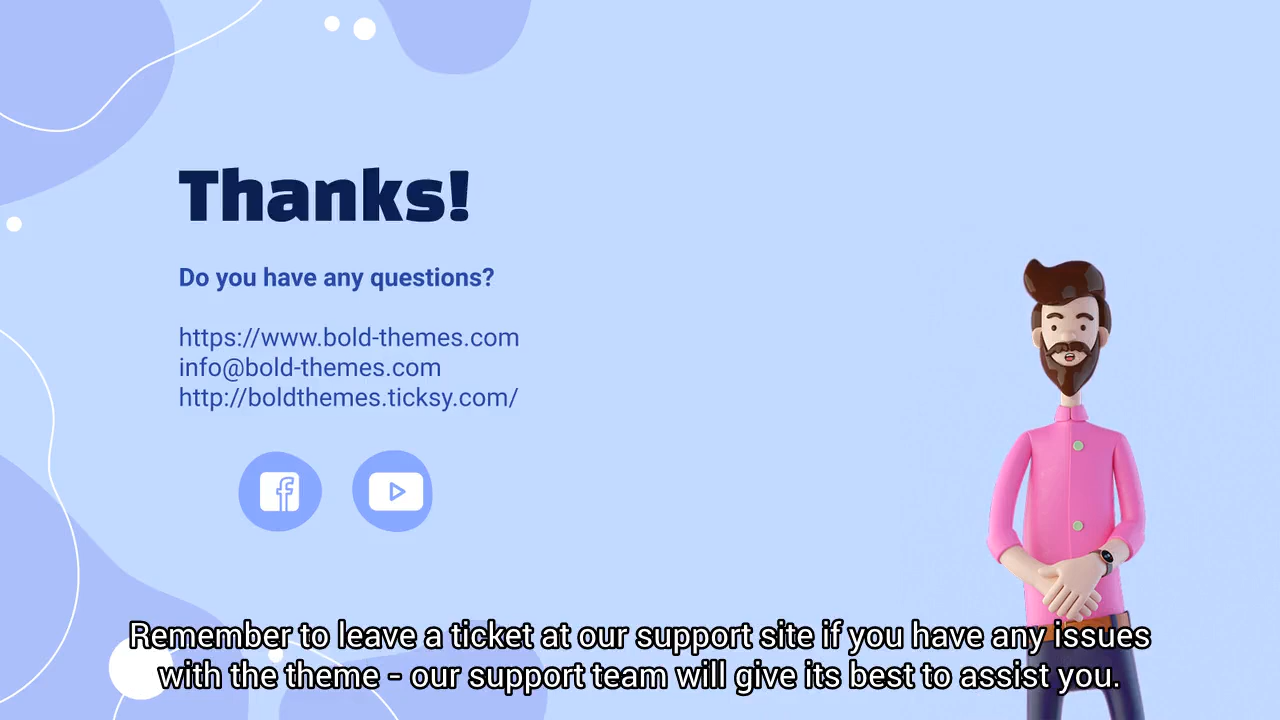 Thanks!
Do you have any questions?
https://www.bold-themes.com
info@bold-themes.com
http://boldthemes.ticksy.com/
Remember to leave a ticket at our support site if you have any issues
with the theme - our support team will give its best to assist you.